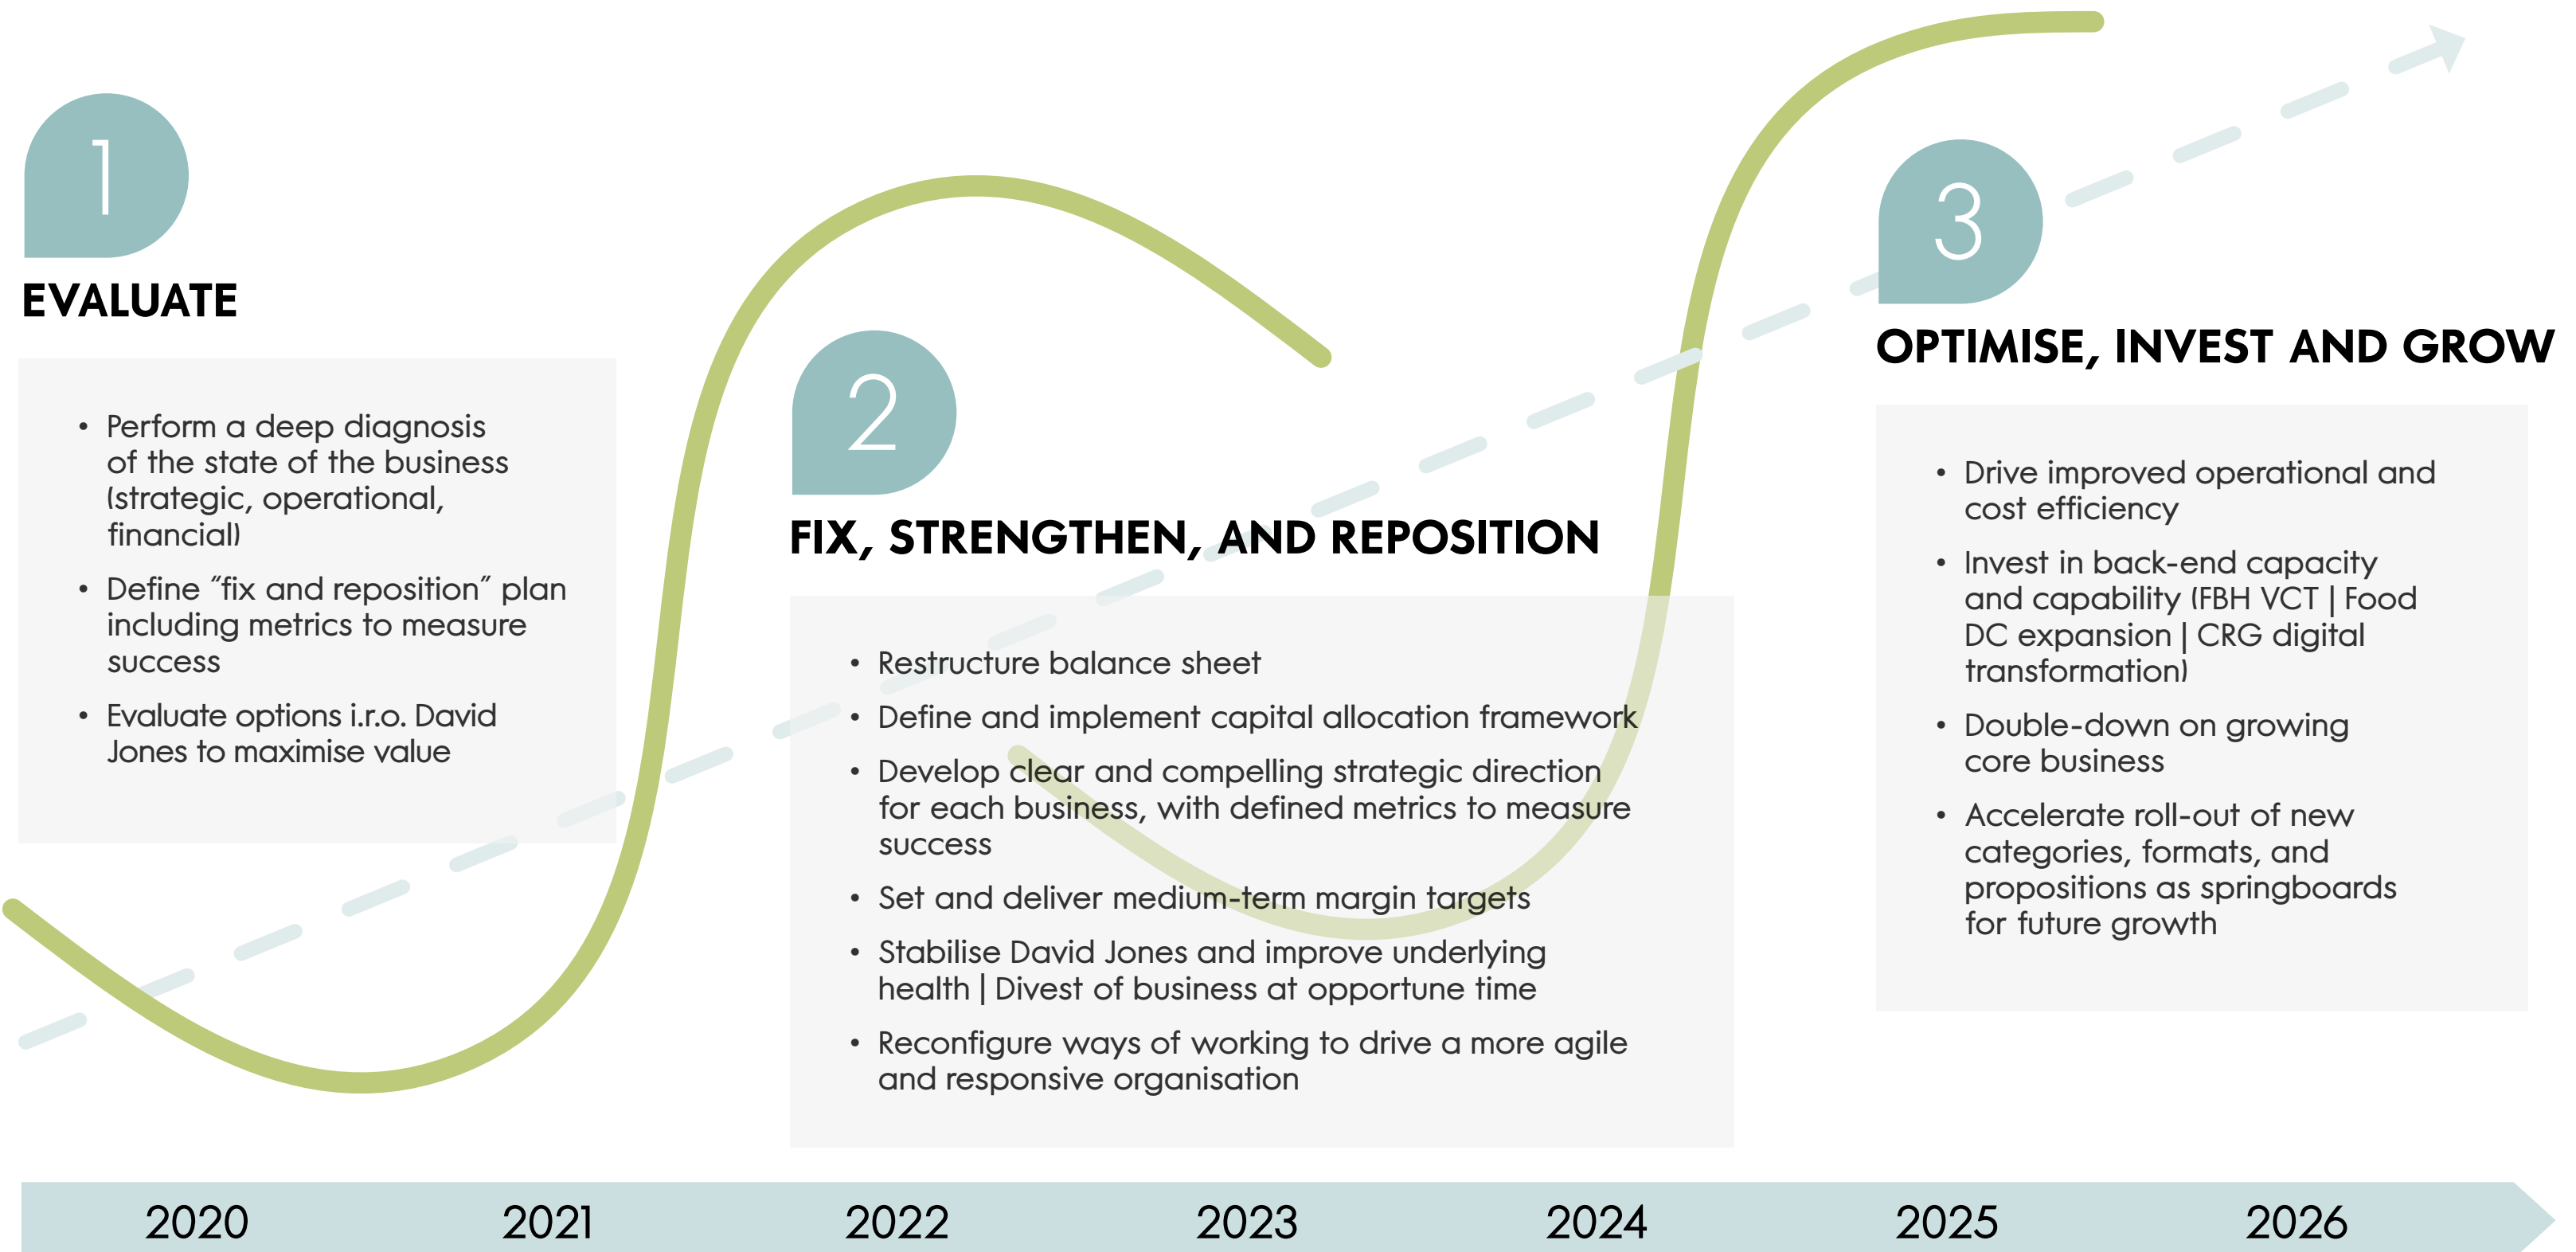 1
EVALUATE
• Perform a deep diagnosis
of the state of the business
(strategic, operational,
financial)
• Define “fix and reposition” plan
including metrics to measure
success
• Evaluate options i.r.o. David
Jones to maximise value
2
FIX, STRENGTHEN, AND REPOSITION
• Restructure balance sheet
• Define and implement capital allocation framework
• Develop clear and compelling strategic direction
for each business, with defined metrics to measure
success
• Set and deliver medium-term margin targets
• Stabilise David Jones and improve underlying
health | Divest of business at opportune time
• Reconfigure ways of working to drive a more agile
and responsive organisation
3
OPTIMISE, INVEST AND GROW
• Drive improved operational and
cost efficiency
• Invest in back-end capacity
and capability (FBH VCT | Food
DC expansion | CRG digital
transformation)
• Double-down on growing
core business
• Accelerate roll-out of new
categories, formats, and
propositions as springboards
for future growth
2020 2021 2022 2023 2024 2025 2026